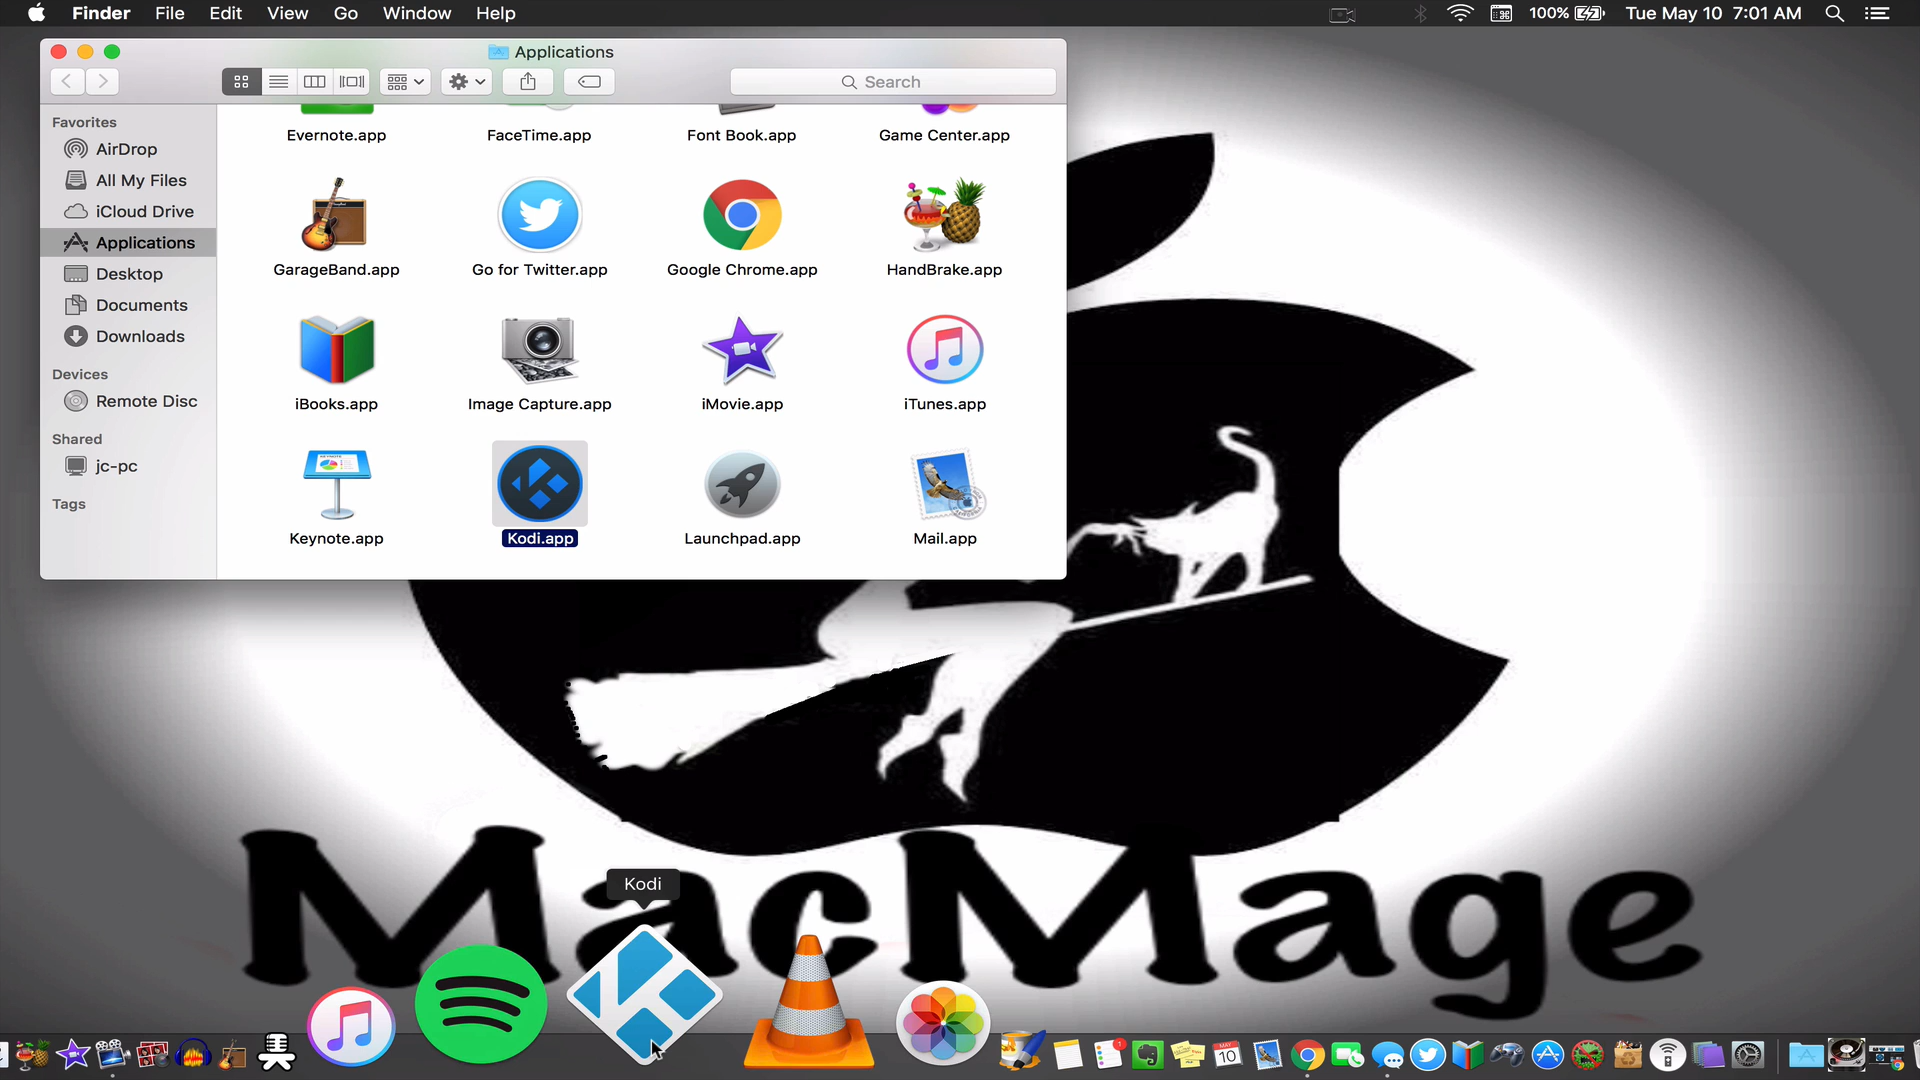 Finder File Edit View Go Window Help
100% Tue May 10 7:01 AM
Applications
Search
Favorites
AirDrop
All My Files
iCloud Drive
Applications
Desktop
Documents
Downloads
Devices
Remote Disc
Shared
jc-pc
Tags
Evernote.app FaceTime.app Font Book.app Game Center.app
GarageBand.app Go for Twitter.app Google Chrome.app HandBrake.app
iBooks.app Image Capture.app iMovie.app iTunes.app
Keynote.app Kodi.app Launchpad.app Mail.app
MacMage
Kodi
1
MAY
10